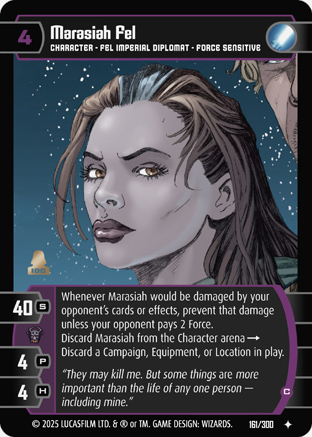 4
Marasiah Fel
CHARACTER - FEL IMPERIAL DIPLOMAT - FORCE SENSITIVE
100
40 S
4 P
4 H
Whenever Marasiah would be damaged by your
opponent's cards or effects, prevent that damage
unless your opponent pays 2 Force.
Discard Marasiah from the Character arena →
Discard a Campaign, Equipment, or Location in play.
"They may kill me. But some things are more
important than the life of any one person —
including mine."
C
© 2025 LUCASFILM LTD. & ® or TM. GAME DESIGN: WIZARDS.
161/300